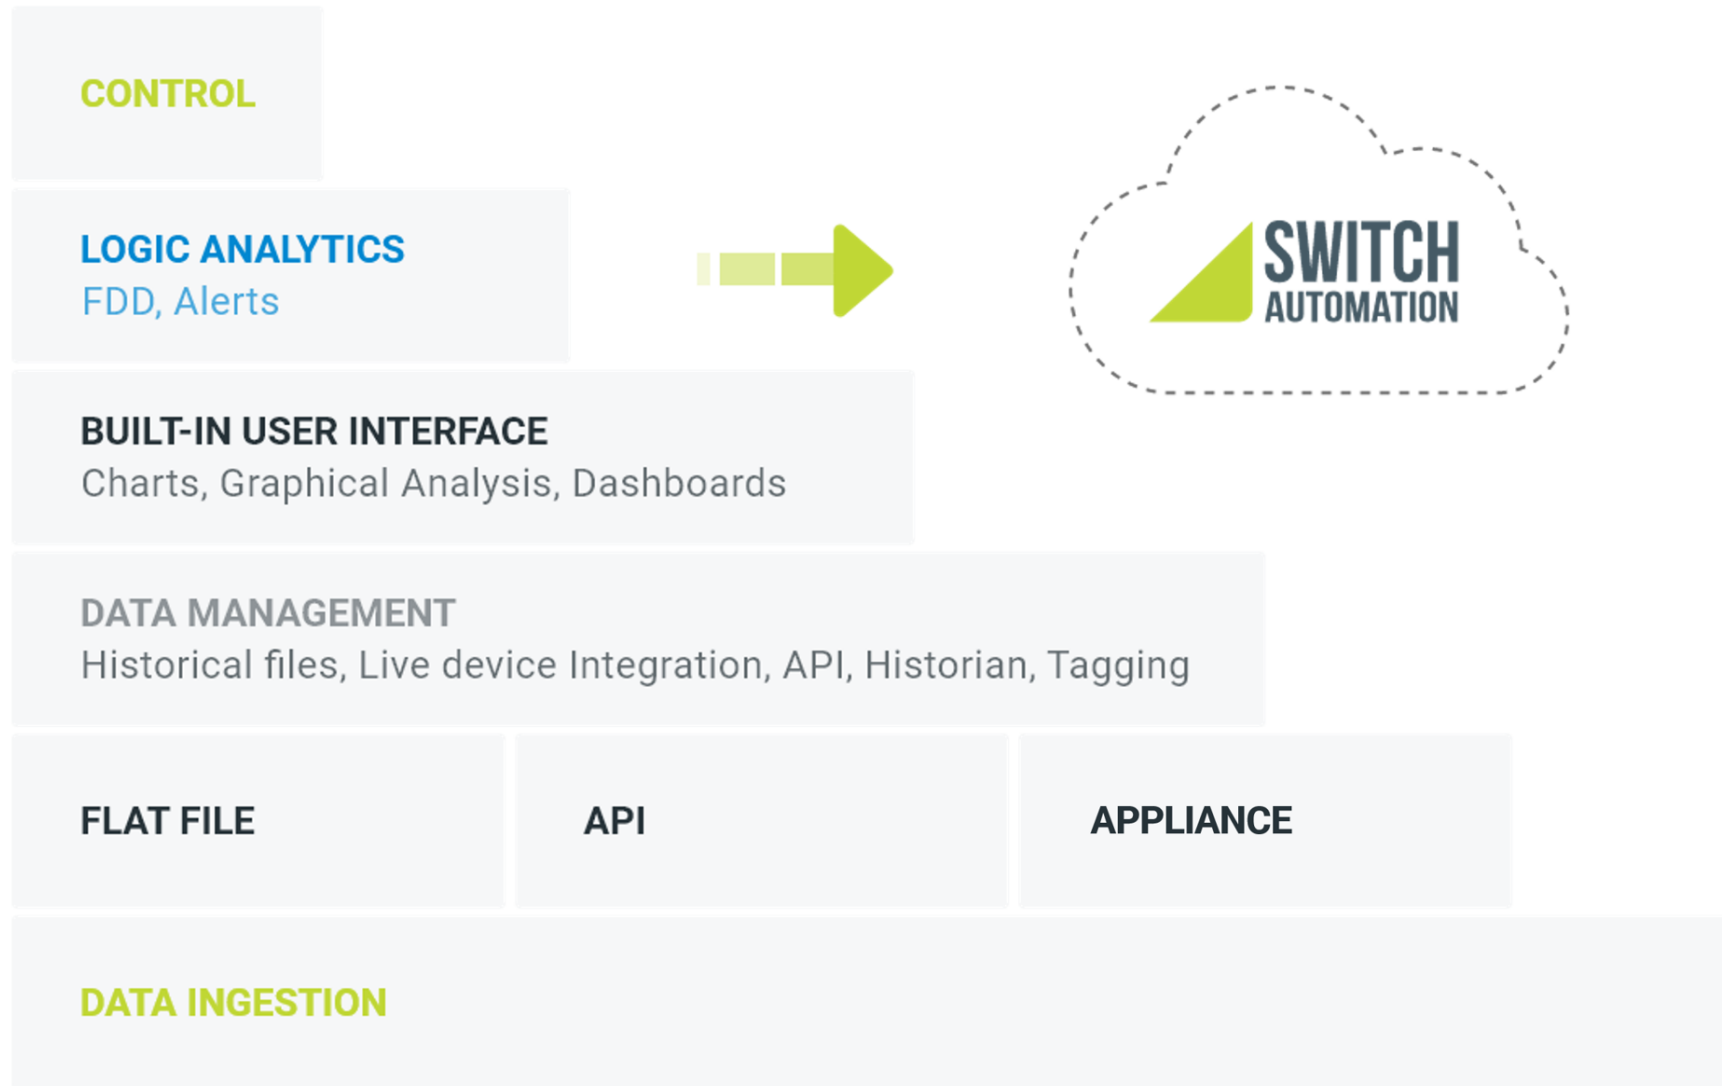 CONTROL
LOGIC ANALYTICS
FDD, Alerts
SWITCH
AUTOMATION
BUILT-IN USER INTERFACE
Charts, Graphical Analysis, Dashboards
DATA MANAGEMENT
Historical files, Live device Integration, API, Historian, Tagging
FLAT FILE
API
APPLIANCE
DATA INGESTION